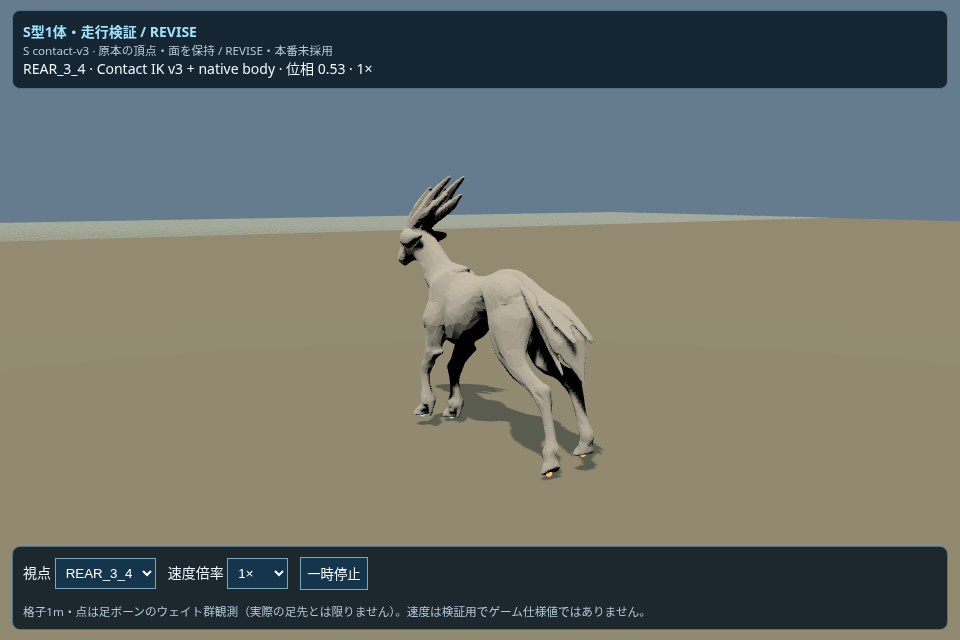 S型1体・走行検証 / REVISE
S contact-v3 · 原本の頂点・面を保持 / REVISE・本番未採用
REAR_3_4 · Contact IK v3 + native body · 位相 0.53 · 1×
視点 REAR_3_4 速度倍率 1× 一時停止
格子1m・点は足ボーンのウェイト群観測（実際の足先とは限りません）。速度は検証用でゲーム仕様値ではありません。